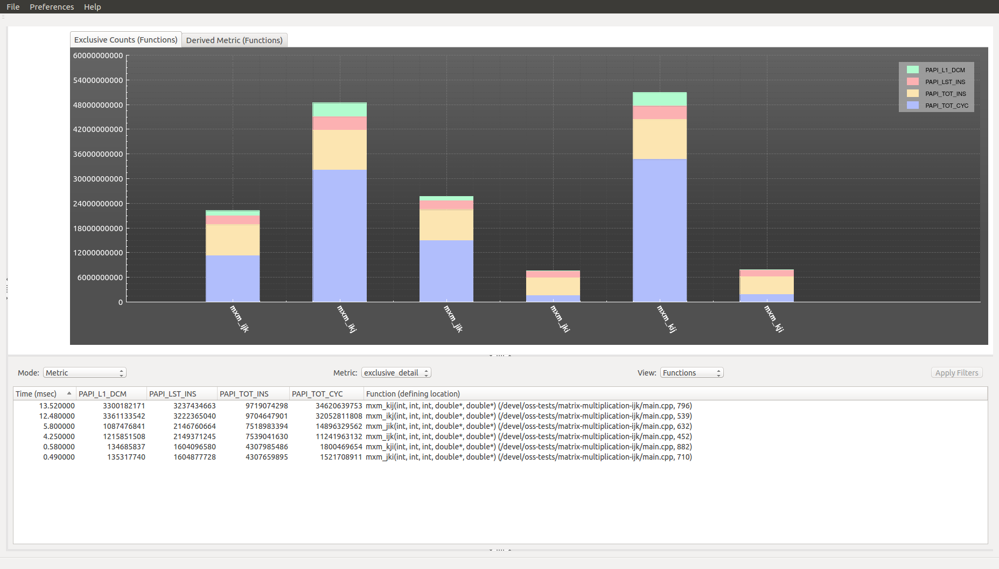 File Preferences Help
Exclusive Counts (Functions) Derived Metric (Functions)
60000000000
54000000000
48000000000
42000000000
36000000000
30000000000
24000000000
18000000000
12000000000
6000000000
0
PAPI_L1_DCM
PAPI_LST_INS
PAPI_TOT_INS
PAPI_TOT_CYC
mxm_ijk mxm_ikj mxm_jik mxm_jki mxm_kij mxm_kji
Mode: Metric Metric: exclusive_detail View: Functions Apply Filters
Time (msec) PAPI_L1_DCM PAPI_LST_INS PAPI_TOT_INS PAPI_TOT_CYC Function (defining location)
13.520000 3300182171 3237434663 9719074298 34620639753 mxm_kij(int, int, int, double*, double*) (/devel/oss-tests/matrix-multiplication-ijk/main.cpp, 796)
12.480000 3361133542 3222365040 9704647901 32052811808 mxm_ikj(int, int, int, double*, double*) (/devel/oss-tests/matrix-multiplication-ijk/main.cpp, 539)
5.800000 1087476841 2146760664 7518983394 14896329562 mxm_jik(int, int, int, double*, double*) (/devel/oss-tests/matrix-multiplication-ijk/main.cpp, 632)
4.250000 1215851508 2149371245 7539041630 11241963132 mxm_ijk(int, int, int, double*, double*) (/devel/oss-tests/matrix-multiplication-ijk/main.cpp, 452)
0.580000 134685837 1604096580 4307985486 1800469654 mxm_kji(int, int, int, double*, double*) (/devel/oss-tests/matrix-multiplication-ijk/main.cpp, 882)
0.490000 135317740 1604877728 4307659895 1521708911 mxm_jki(int, int, int, double*, double*) (/devel/oss-tests/matrix-multiplication-ijk/main.cpp, 710)